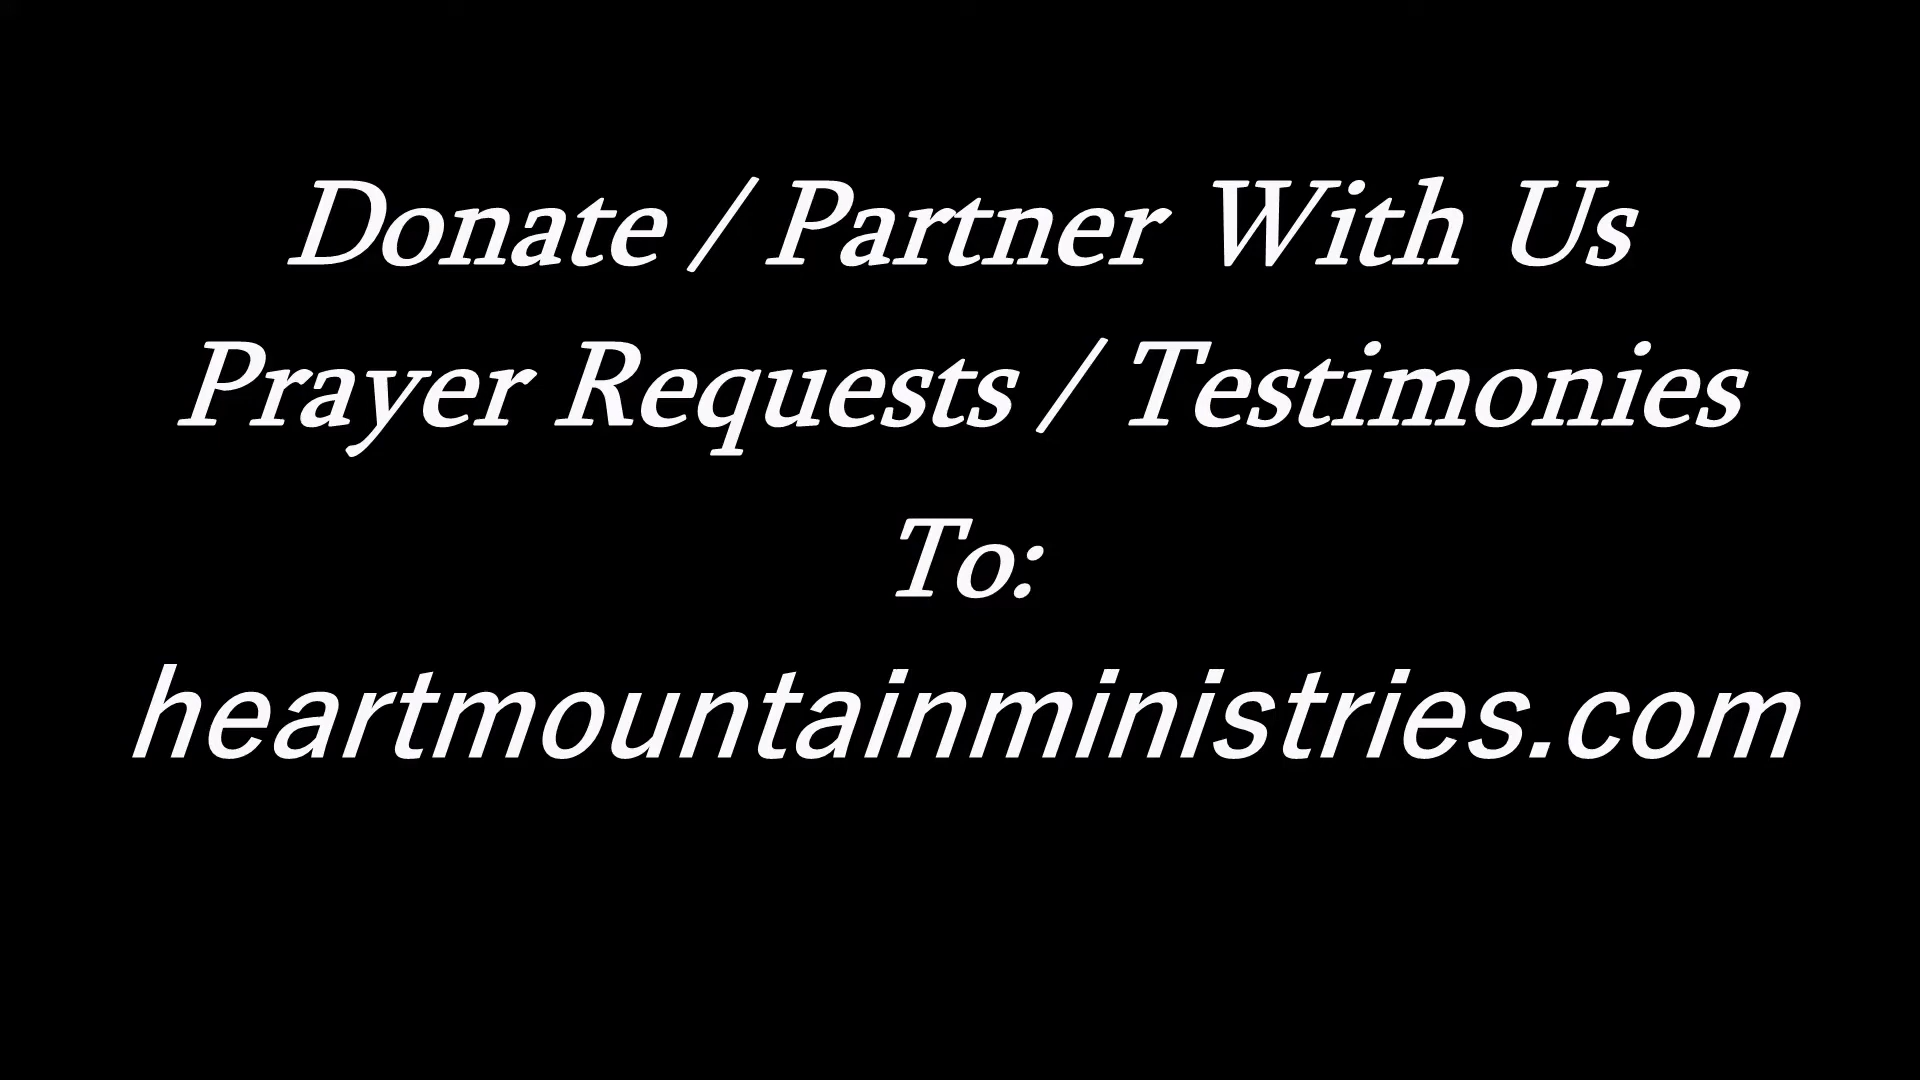 Donate / Partner With Us
Prayer Requests / Testimonies
To:
heartmountainministries.com